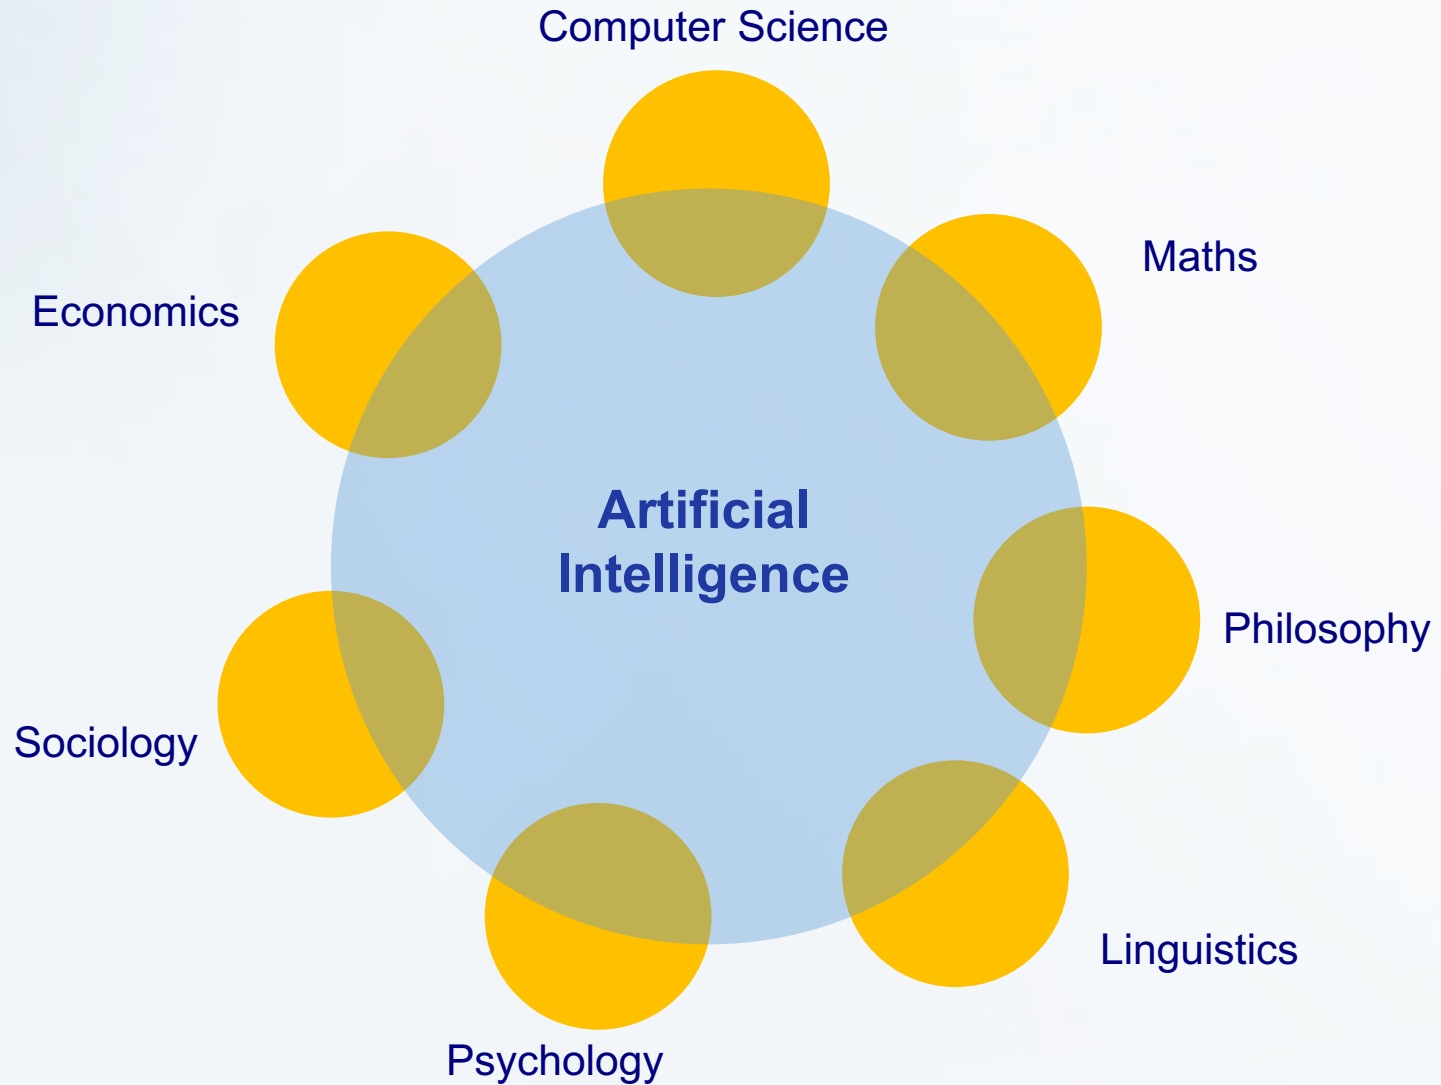 Computer Science
Maths
Economics
Artificial
Intelligence
Philosophy
Sociology
Linguistics
Psychology